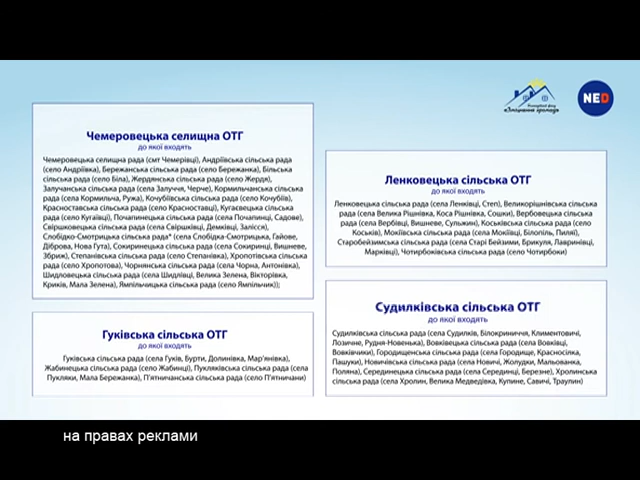 NED
Чемеровецька селищна ОТГ
до якої входять
Чемеровецька селищна рада (смт Чемерівці), Андріївська сільська рада
(село Андріївка), Бережанська сільська рада (село Бережанка), Більська
сільська рада (село Біла), Жердянська сільська рада (село Жердя),
Залучанська сільська рада (села Залуччя, Черче), Кормильчанська сільська
рада (села Кормильча, Ружа), Кочубіївська сільська рада (село Кочубіїв),
Красноставська сільська рада (село Красноставці), Кугаєвецька сільська
рада (село Кугаївці), Почапинецька сільська рада (села Почапинці, Садове),
Свіршковецька сільська рада (села Свіршківці, Демківці, Залісся),
Слобідко-Смотрицька сільська рада* (села Слобідка-Смотрицька, Гайове,
Діброва, Нова Гута), Сокиринецька сільська рада (села Сокиринці, Вишневе,
Збриж), Степанівська сільська рада (село Степанівка), Хропотівська сільська
рада (село Хропотова), Чорнянська сільська рада (села Чорна, Антонівка),
Шидловецька сільська рада (села Шидлівці, Велика Зелена, Вікторівка,
Криків, Мала Зелена), Ямпільчицька сільська рада (село Ямпільчик));
Гуківська сільська ОТГ
до якої входять
Гуківська сільська рада (села Гуків, Бурти, Долинівка, Мар'янівка),
Жабинецька сільська рада (село Жабинці), Пукляківська сільська рада (села
Пукляки, Мала Бережанка), П'ятничанська сільська рада (село П'ятничани)
Ленковецька сільська ОТГ
до якої входять
Ленковецька сільська рада (села Ленківці, Степ), Великорішнівська сільська
рада (села Велика Рішнівка, Коса Рішнівка, Сошки), Вербовецька сільська
рада (села Вербівці, Вишневе, Сульжин), Коськівська сільська рада (село
Коськів), Мокіївська сільська рада (села Мокіївці, Білопіль, Пиляї),
Старобейзимська сільська рада (села Старі Бейзими, Брикуля, Лавринівці,
Марківці), Чотирбоківська сільська рада (село Чотирбоки)
Судилківська сільська ОТГ
до якої входять
Судилківська сільська рада (села Судилків, Білокриниччя, Климентовичі,
Лозичне, Рудня-Новенька), Вовківецька сільська рада (села Вовківці,
Вовківчики), Городищенська сільська рада (села Городище, Красносілка,
Пашуки), Новичівська сільська рада (села Новичі, Жолудки, Мальованка,
Поляна), Серединецька сільська рада (села Серединці, Березне), Хролинська
сільська рада (села Хролин, Велика Медведівка, Купине, Савичі, Траулин)
на правах реклами